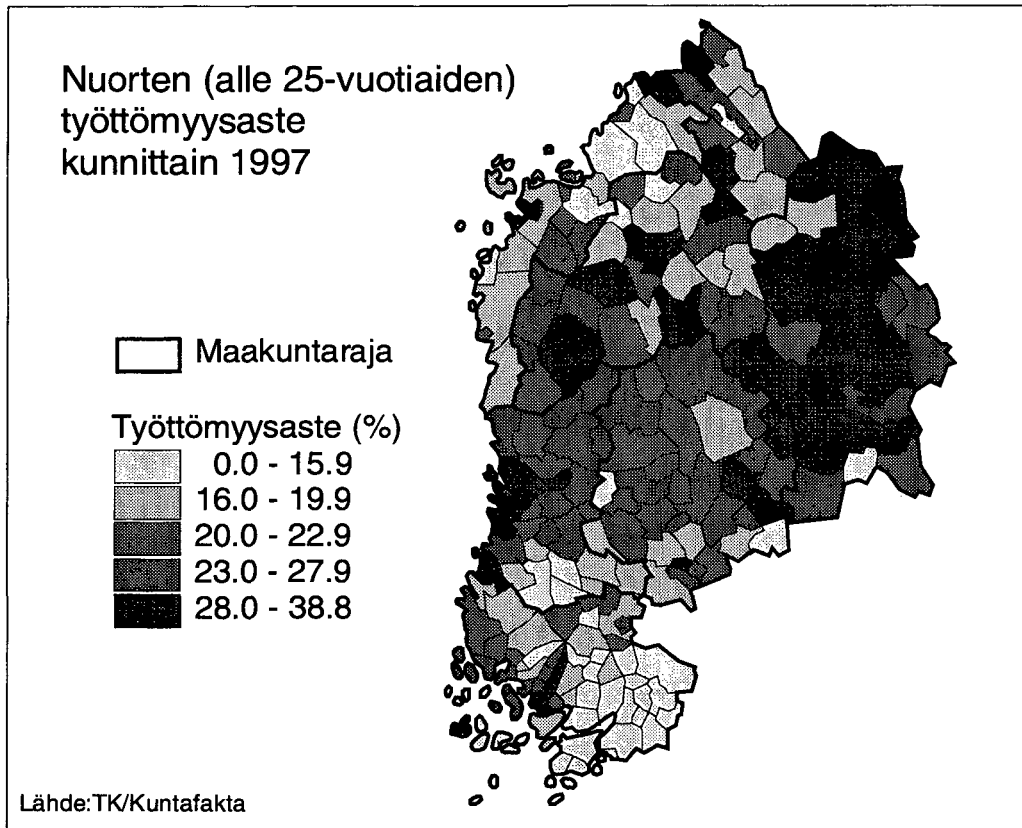 Nuorten (alle 25-vuotiaiden)
työttömyysaste
kunnittain 1997
Maakuntaraja
Työttömyysaste (%)
0.0 - 15.9
16.0 - 19.9
20.0 - 22.9
23.0 - 27.9
28.0 - 38.8
Lähde:TK/Kuntafakta